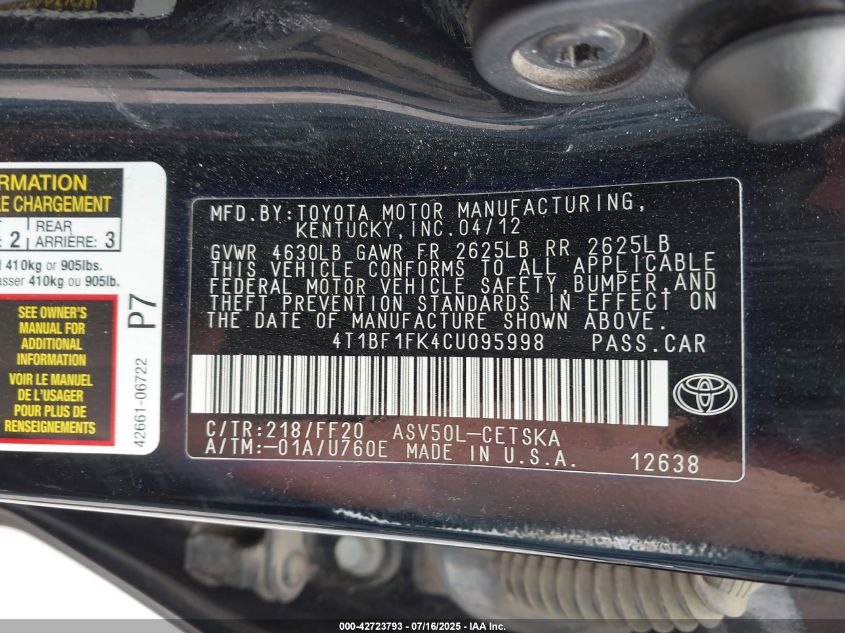 RMATION
E CHARGEMENT
2 REAR
ARRIÈRE: 3
410kg or 905lbs.
asser 410kg ou 905lb.
SEE OWNER'S
MANUAL FOR
ADDITIONAL
INFORMATION
VOIR LE MANUEL
DE L'USAGER
POUR PLUS DE
RENSEIGNEMENTS
P7
42661-06722
MFD.BY:TOYOTA MOTOR MANUFACTURING,
KENTUCKY,INC.04/12
GVWR 4630LB GAWR FR 2625LB RR 2625LB
THIS VEHICLE CONFORMS TO ALL APPLICABLE
FEDERAL MOTOR VEHICLE SAFETY,BUMPER,AND
THEFT PREVENTION STANDARDS IN EFFECT ON
THE DATE OF MANUFACTURE SHOWN ABOVE.
4T1BF1FK4CU095998 PASS.CAR
C/TR:218/FF20 ASV50L-CETSKA
A/TM:-01A/U760E MADE IN U.S.A. 12638
000-42723793 - 07/16/2025 - IAA Inc.